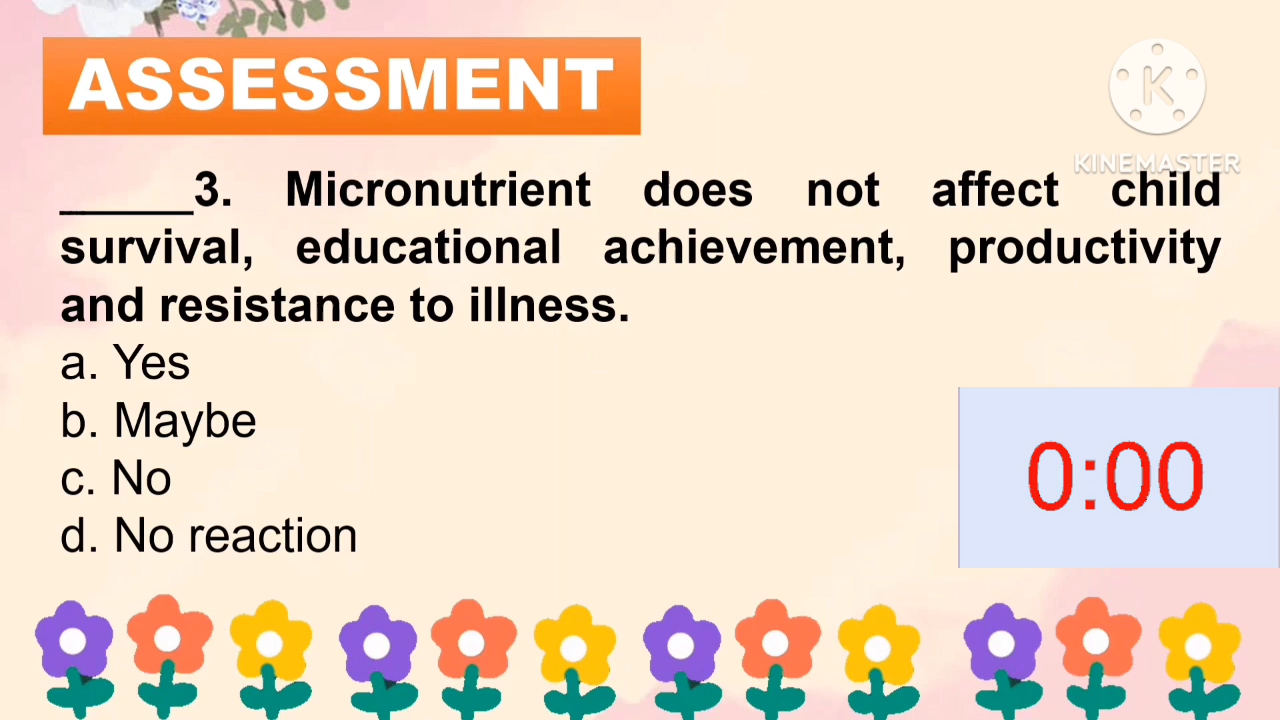 ASSESSMENT
K
KINEMASTER
_____3. Micronutrient does not affect child
survival, educational achievement, productivity
and resistance to illness.
a. Yes
b. Maybe
c. No
d. No reaction
0:00